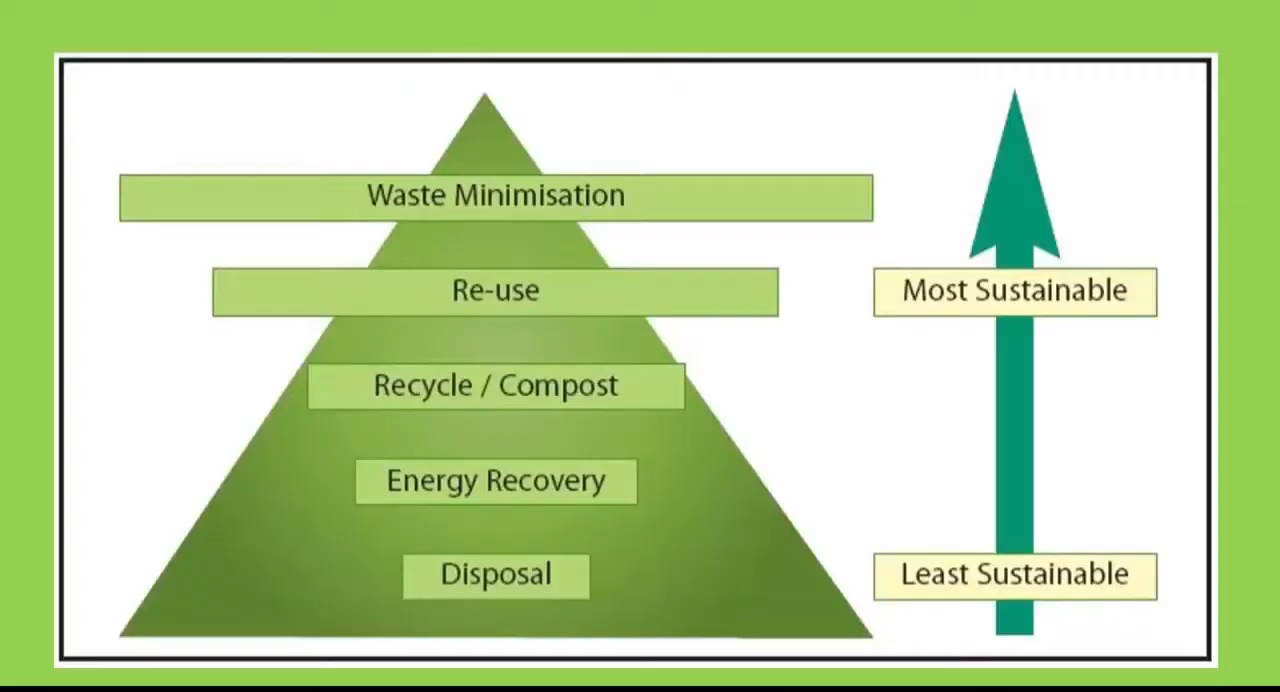 Waste Minimisation
Re-use
Most Sustainable
Recycle / Compost
Energy Recovery
Disposal
Least Sustainable